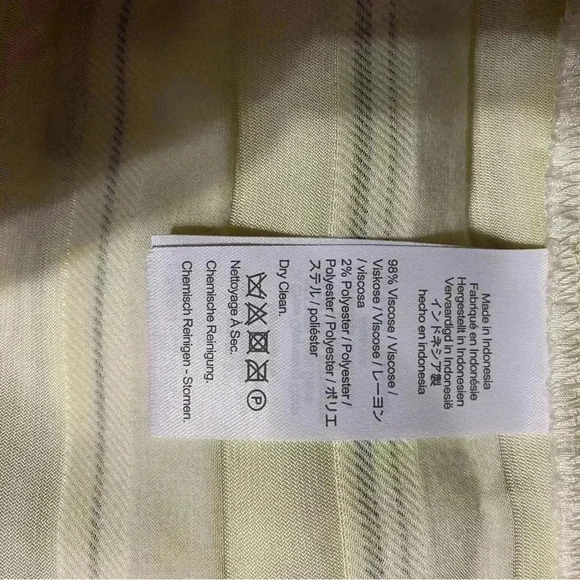 Made in Indonesia
Fabriqué en Indonésie
Hergestellt in Indonesien
Vervaardigd in Indonesië
インドネシア製
hecho en Indonesia
98% Viscose / Viscose /
Viskose / Viscose / レーヨン
/ viscosa
2% Polyester / Polyester /
Polyester / Polyester / ポリエ
ステル / poliéster
Dry Clean.
P
Nettoyage À Sec.
Chemische Reinigung.
Chemisch Reinigen - Stomen.